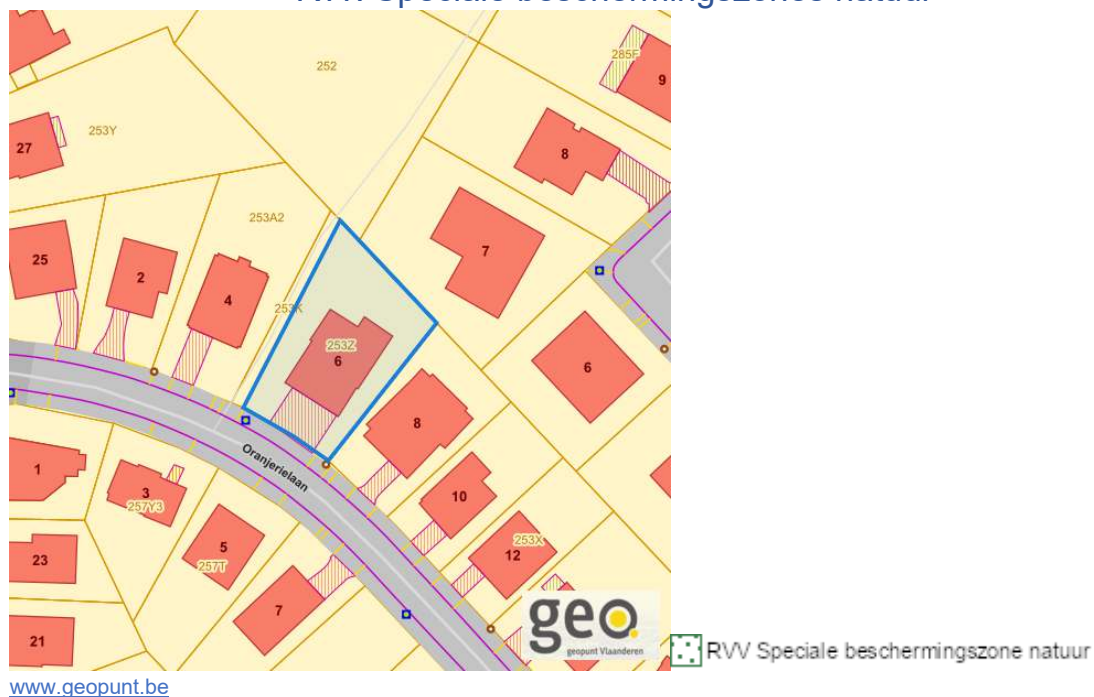 RVV Speciale beschermingszones natuur
252
285F
9
253Y
27
8
253A2
25
2
7
4
253K
253Z
6
6
8
Oranjerielaan
1
10
3
257Y3
253X
12
5
23
257T
7
geo
geopunt Vlaanderen
21
RVV Speciale beschermingszone natuur
www.geopunt.be